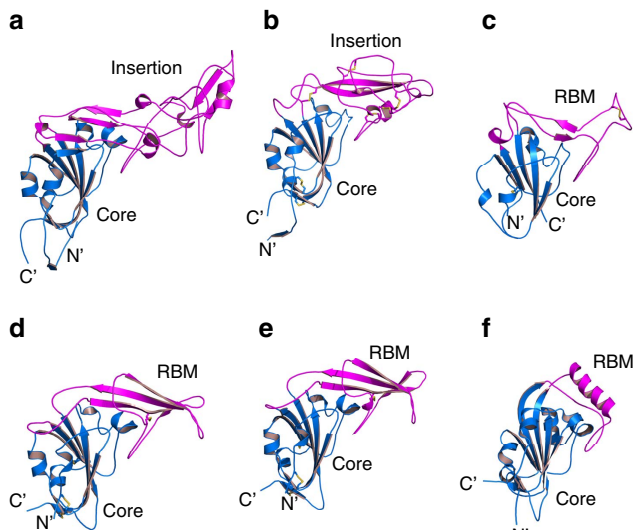 a
b
c
Insertion
Insertion
RBM
Core
Core
Core
N'
C'
C'
N'
N'
C'
d
e
f
RBM
RBM
RBM
Core
Core
Core
C'
N'
C'
N'
C'